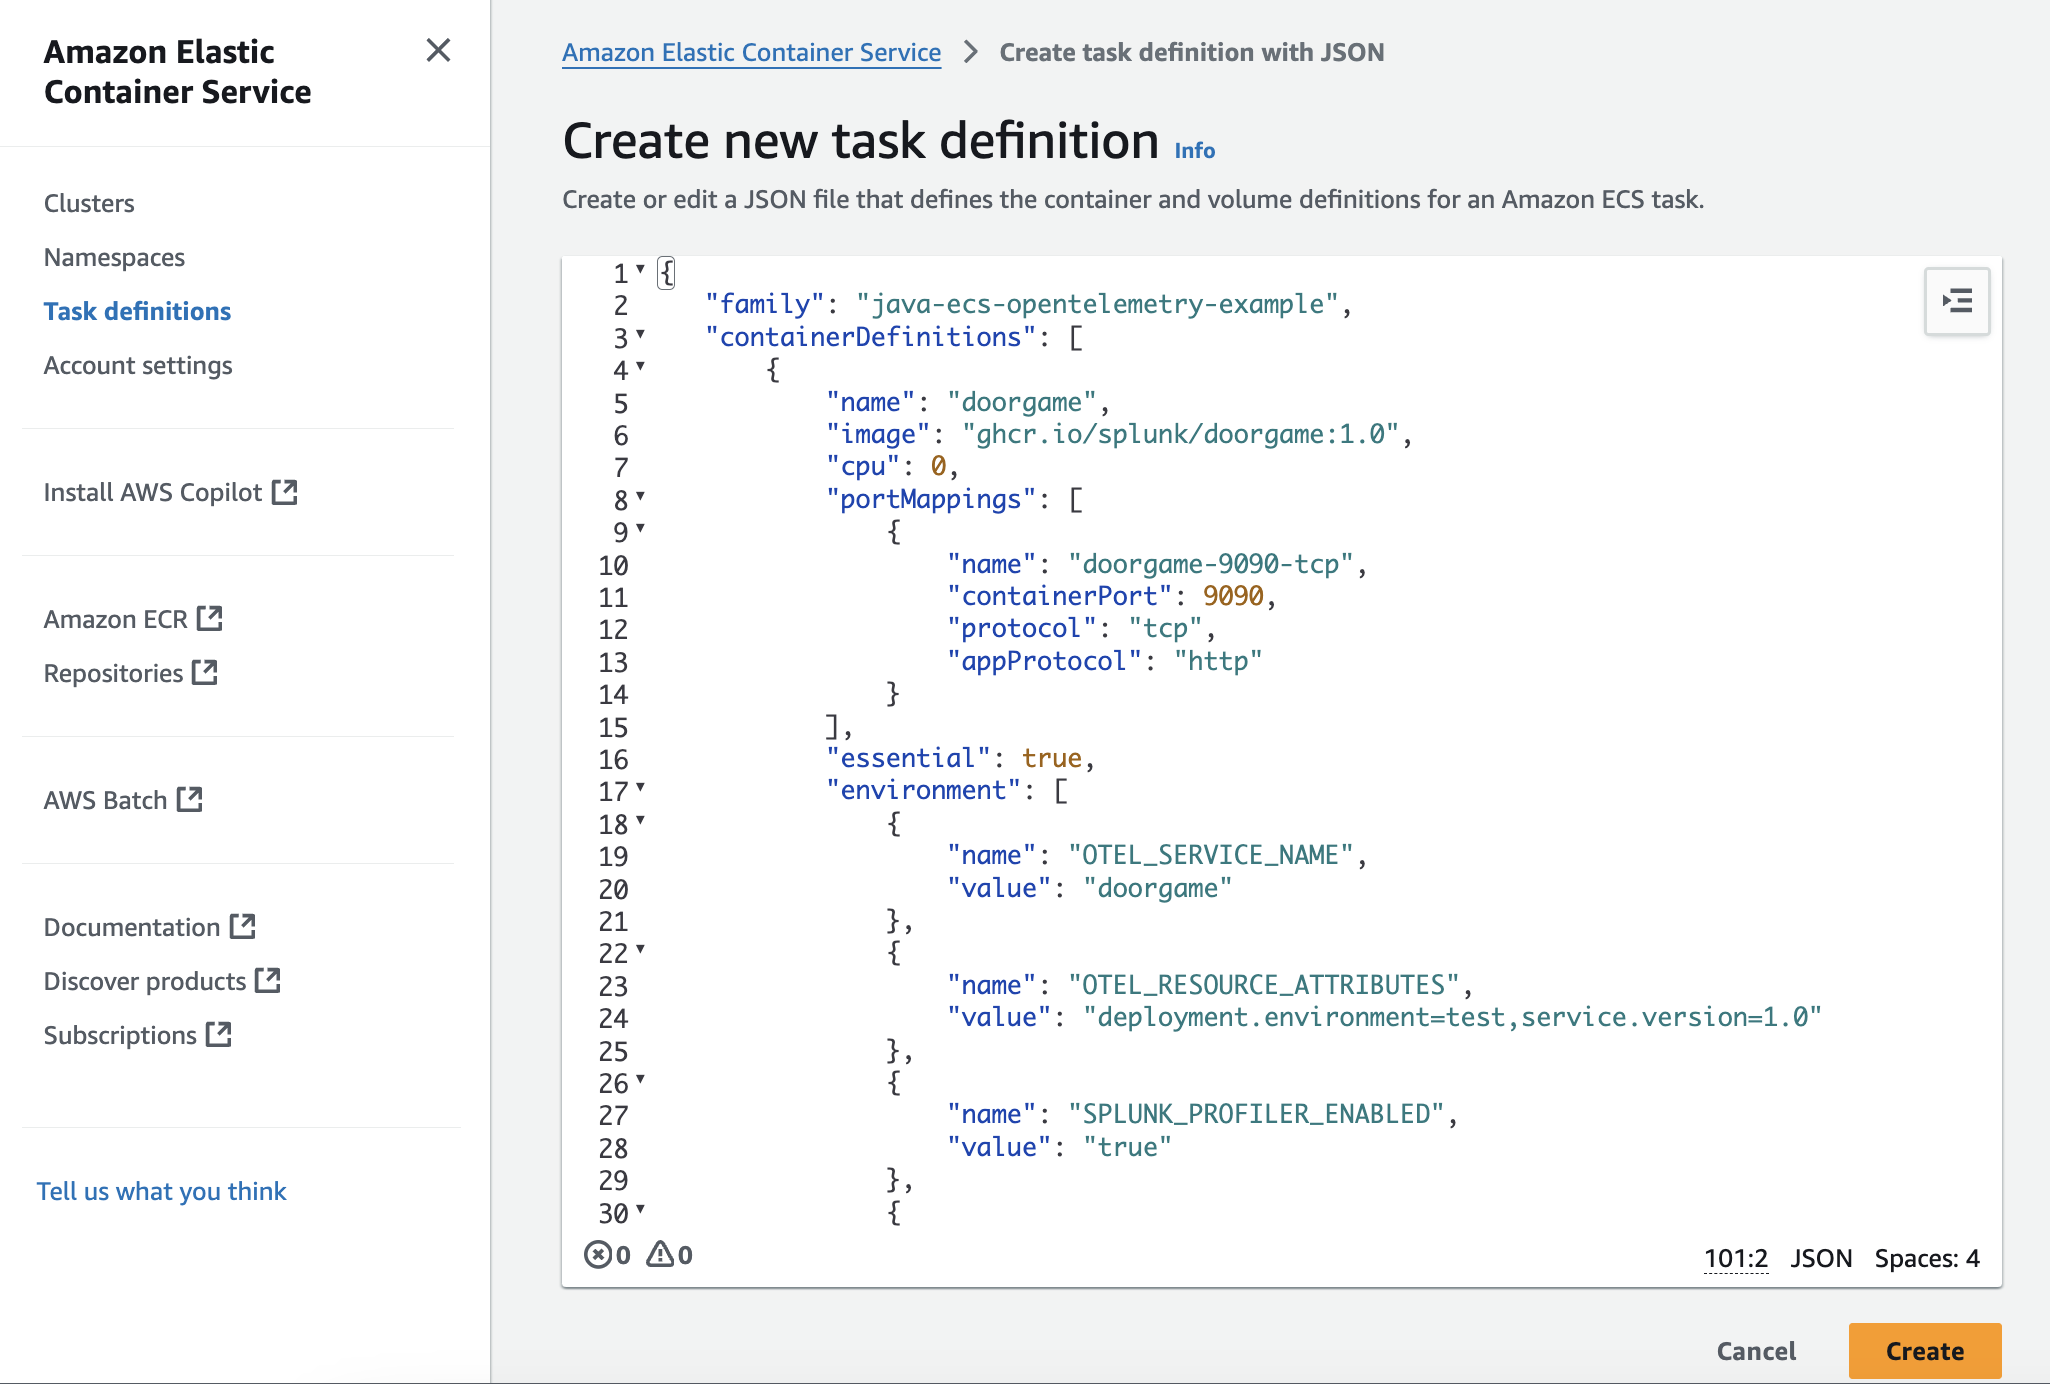 Amazon Elastic
Container Service
Clusters
Namespaces
Task definitions
Account settings
Install AWS Copilot
Amazon ECR
Repositories
AWS Batch
Documentation
Discover products
Subscriptions
Tell us what you think
Amazon Elastic Container Service > Create task definition with JSON
Create new task definition Info
Create or edit a JSON file that defines the container and volume definitions for an Amazon ECS task.
1 {
2 "family": "java-ecs-opentelemetry-example",
3 "containerDefinitions": [
4 {
5 "name": "doorgame",
6 "image": "ghcr.io/splunk/doorgame:1.0",
7 "cpu": 0,
8 "portMappings": [
9 {
10 "name": "doorgame-9090-tcp",
11 "containerPort": 9090,
12 "protocol": "tcp",
13 "appProtocol": "http"
14 }
15 ],
16 "essential": true,
17 "environment": [
18 {
19 "name": "OTEL_SERVICE_NAME",
20 "value": "doorgame"
21 },
22 {
23 "name": "OTEL_RESOURCE_ATTRIBUTES",
24 "value": "deployment.environment=test,service.version=1.0"
25 },
26 {
27 "name": "SPLUNK_PROFILER_ENABLED",
28 "value": "true"
29 },
30 {
0 0 101:2 JSON Spaces: 4
Cancel Create